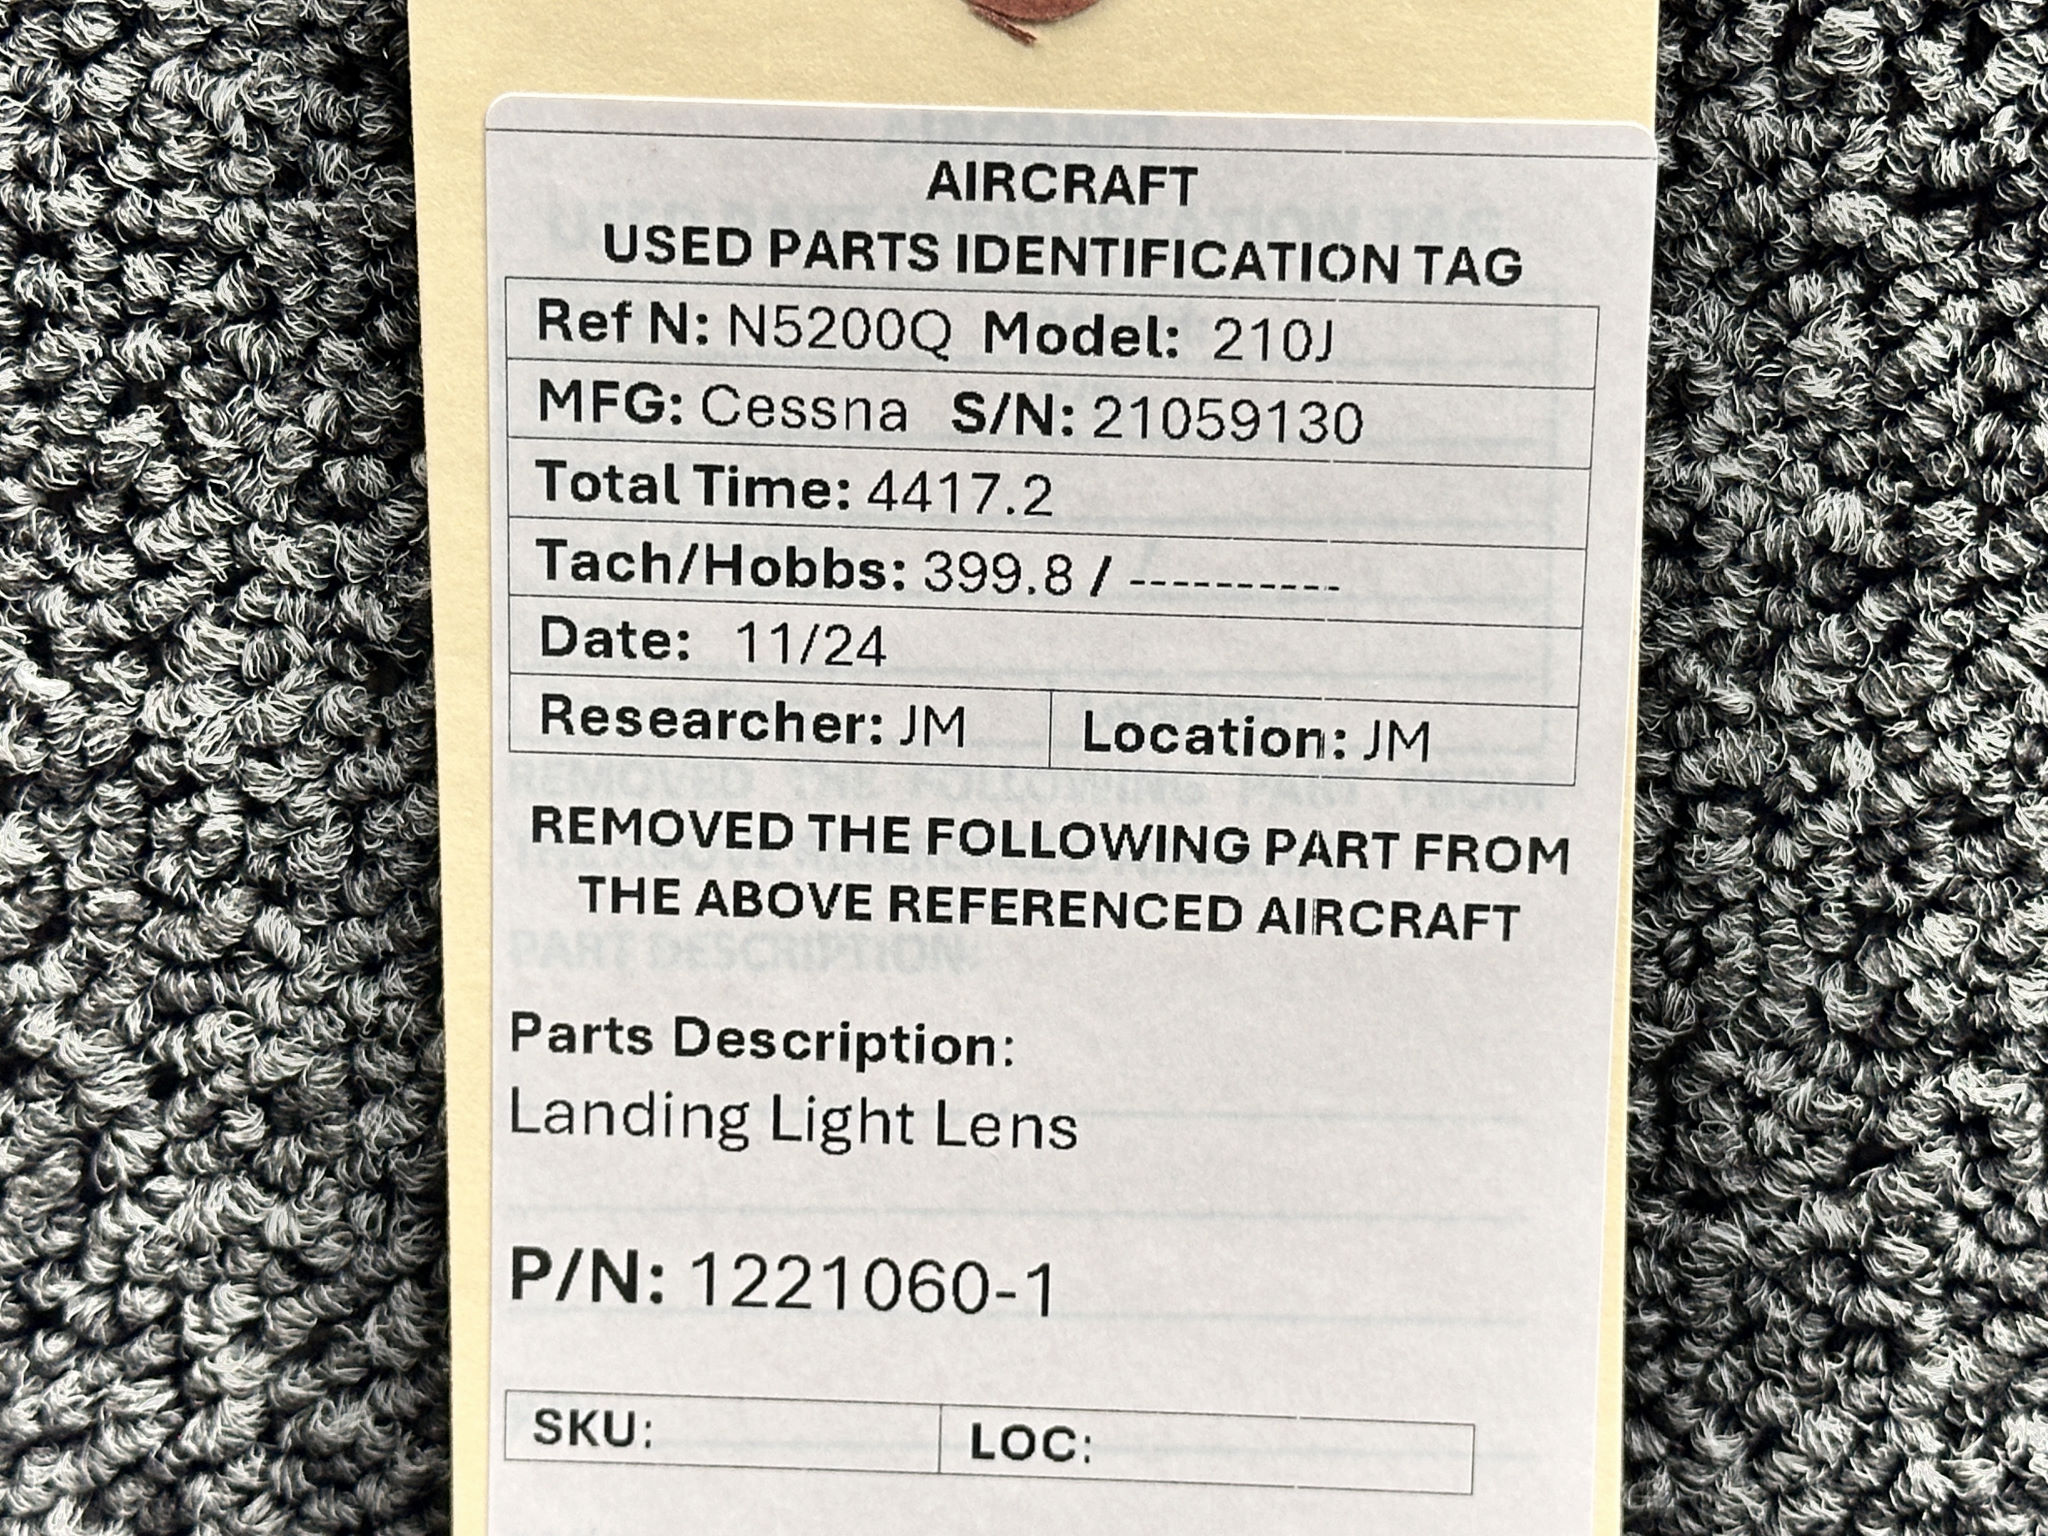 AIRCRAFT
USED PARTS IDENTIFICATION TAG
Ref N: N5200Q Model: 210J
MFG: Cessna S/N: 21059130
Total Time: 4417.2
Tach/Hobbs: 399.8 / ----------
Date: 11/24
Researcher: JM Location: JM
REMOVED THE FOLLOWING PART FROM
THE ABOVE REFERENCED AIRCRAFT
Parts Description:
Landing Light Lens
P/N: 1221060-1
SKU: LOC: